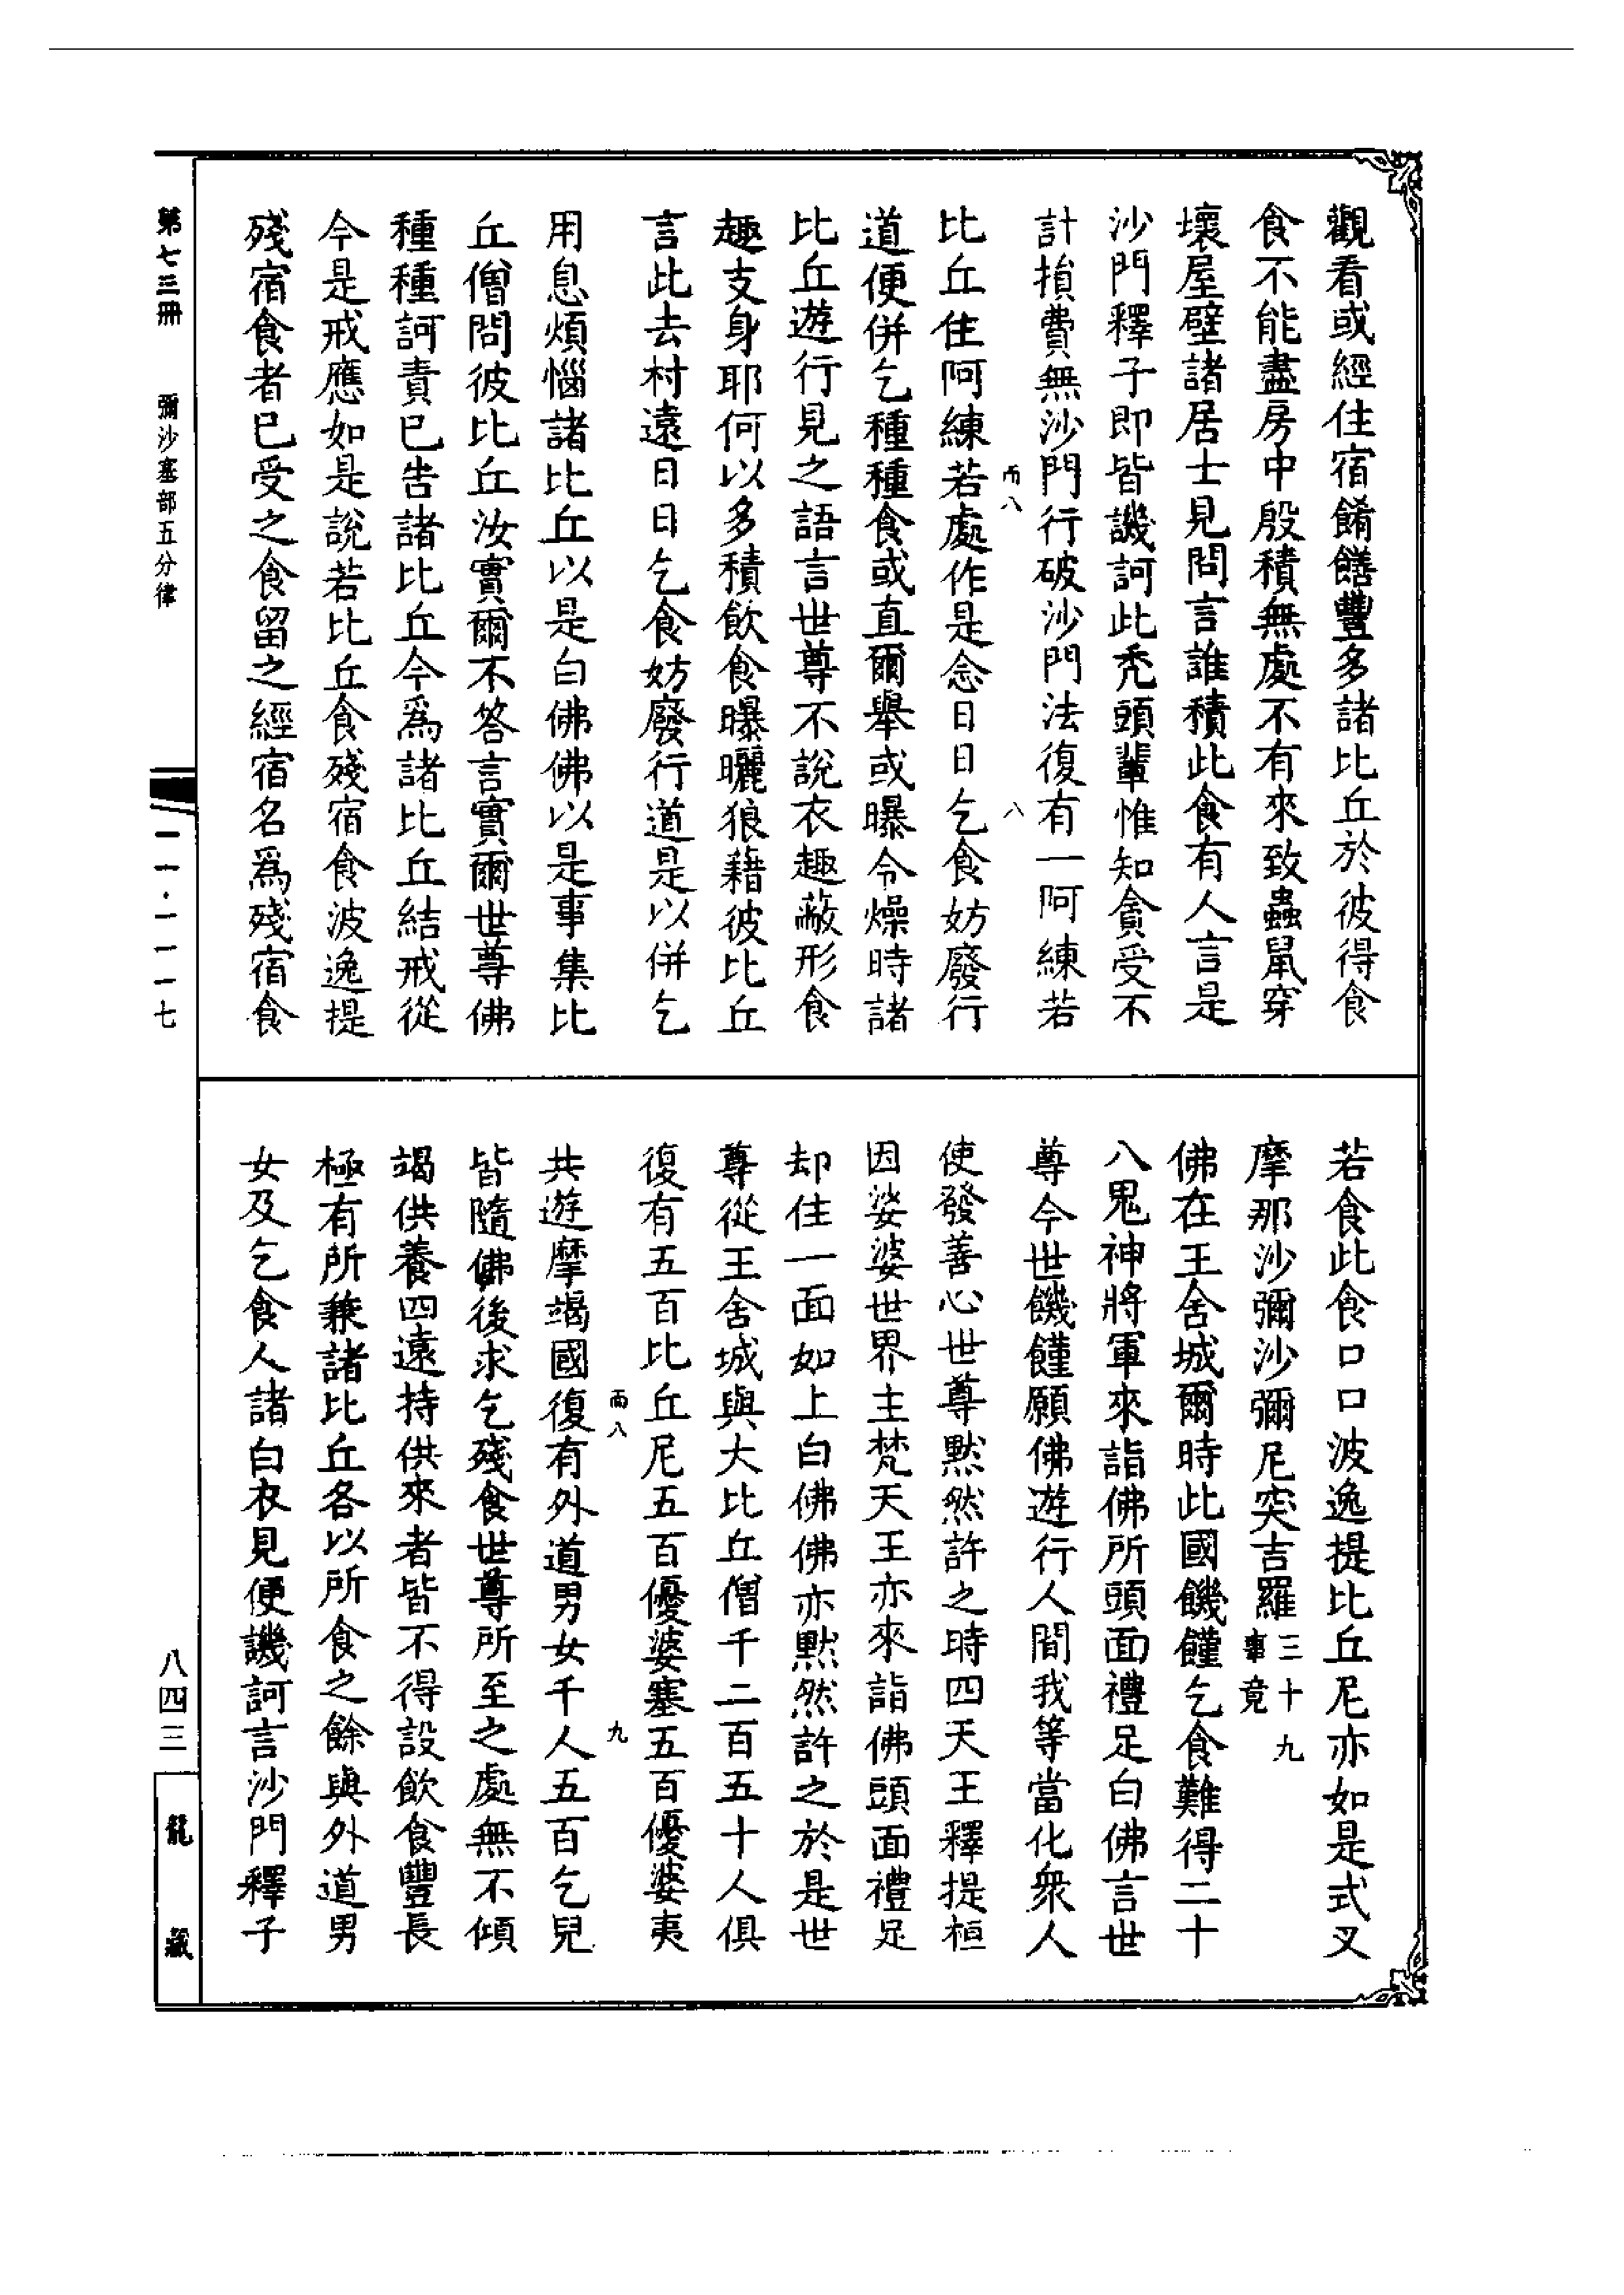 觀看或經住宿餚饍豐多諸比丘於彼得食
食不能盡房中殷積無處不有來致蟲鼠穿
壞屋壁諸居士見問言誰積此食有人言是
沙門釋子即皆譏訶此禿頭輩惟知貪受不
計損費無沙門行破沙門法復有一阿練若
雨八
八
比丘住阿練若處作是念日日乞食妨廢行
道便併乞種種食或直爾舉或曝令燥時諸
比丘遊行見之語言世尊不說衣趣蔽形食
趣支身耶何以多積飲食曝曬狼藉彼比丘
言此去村遠日日乞食妨廢行道是以併乞
用息煩惱諸比丘以是白佛佛以是事集比
丘僧問彼比丘汝實爾不答言實爾世尊佛
種種訶責已告諸比丘今爲諸比丘結戒從
今是戒應如是說若比丘食殘宿食波逸提
殘宿食者已受之食留之經宿名爲殘宿食
若食此食口口波逸提比丘尼亦如是式叉
摩那沙彌沙彌尼突吉羅三十九事竟
佛在王舍城爾時此國饑饉乞食難得二十
八鬼神將軍來詣佛所頭面禮足白佛言世
尊今世饑饉願佛遊行人間我等當化衆人
使發善心世尊默然許之時四天王釋提桓
因娑婆世界主梵天王亦來詣佛頭面禮足
却住一面如上白佛佛亦默然許之於是世
尊從王舍城與大比丘僧千二百五十人俱
復有五百比丘尼五百優婆塞五百優婆夷
雨八
九
共遊摩竭國復有外道男女千人五百乞兒
皆隨佛後求乞殘食世尊所至之處無不傾
竭供養四遠持供來者皆不得設飲食豐長
極有所兼諸比丘各以所食之餘與外道男
女及乞食人諸白衣見便譏訶言沙門釋子
第七三冊
彌沙塞部五分律
一一·一一一七
八四三
龍藏